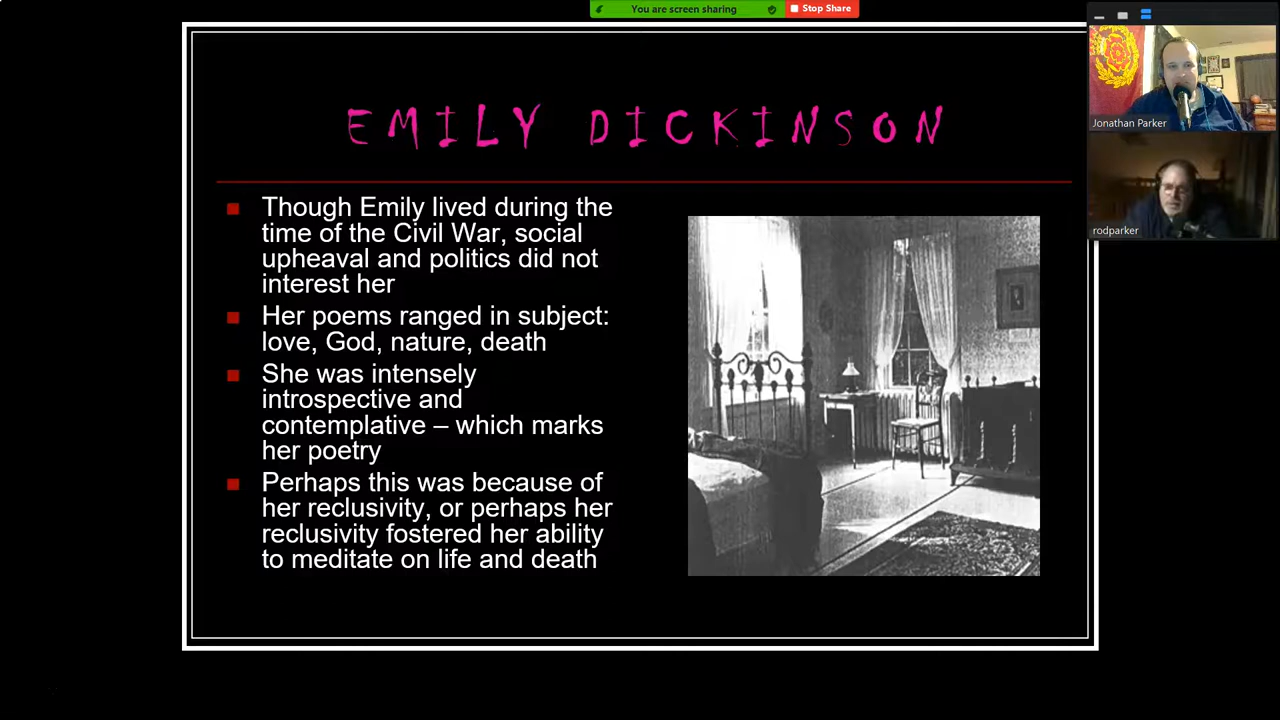 You are screen sharing
Stop Share
Jonathan Parker
rodparker
EMILY DICKINSON
Though Emily lived during the
time of the Civil War, social
upheaval and politics did not
interest her
Her poems ranged in subject:
love, God, nature, death
She was intensely
introspective and
contemplative – which marks
her poetry
Perhaps this was because of
her reclusivity, or perhaps her
reclusivity fostered her ability
to meditate on life and death